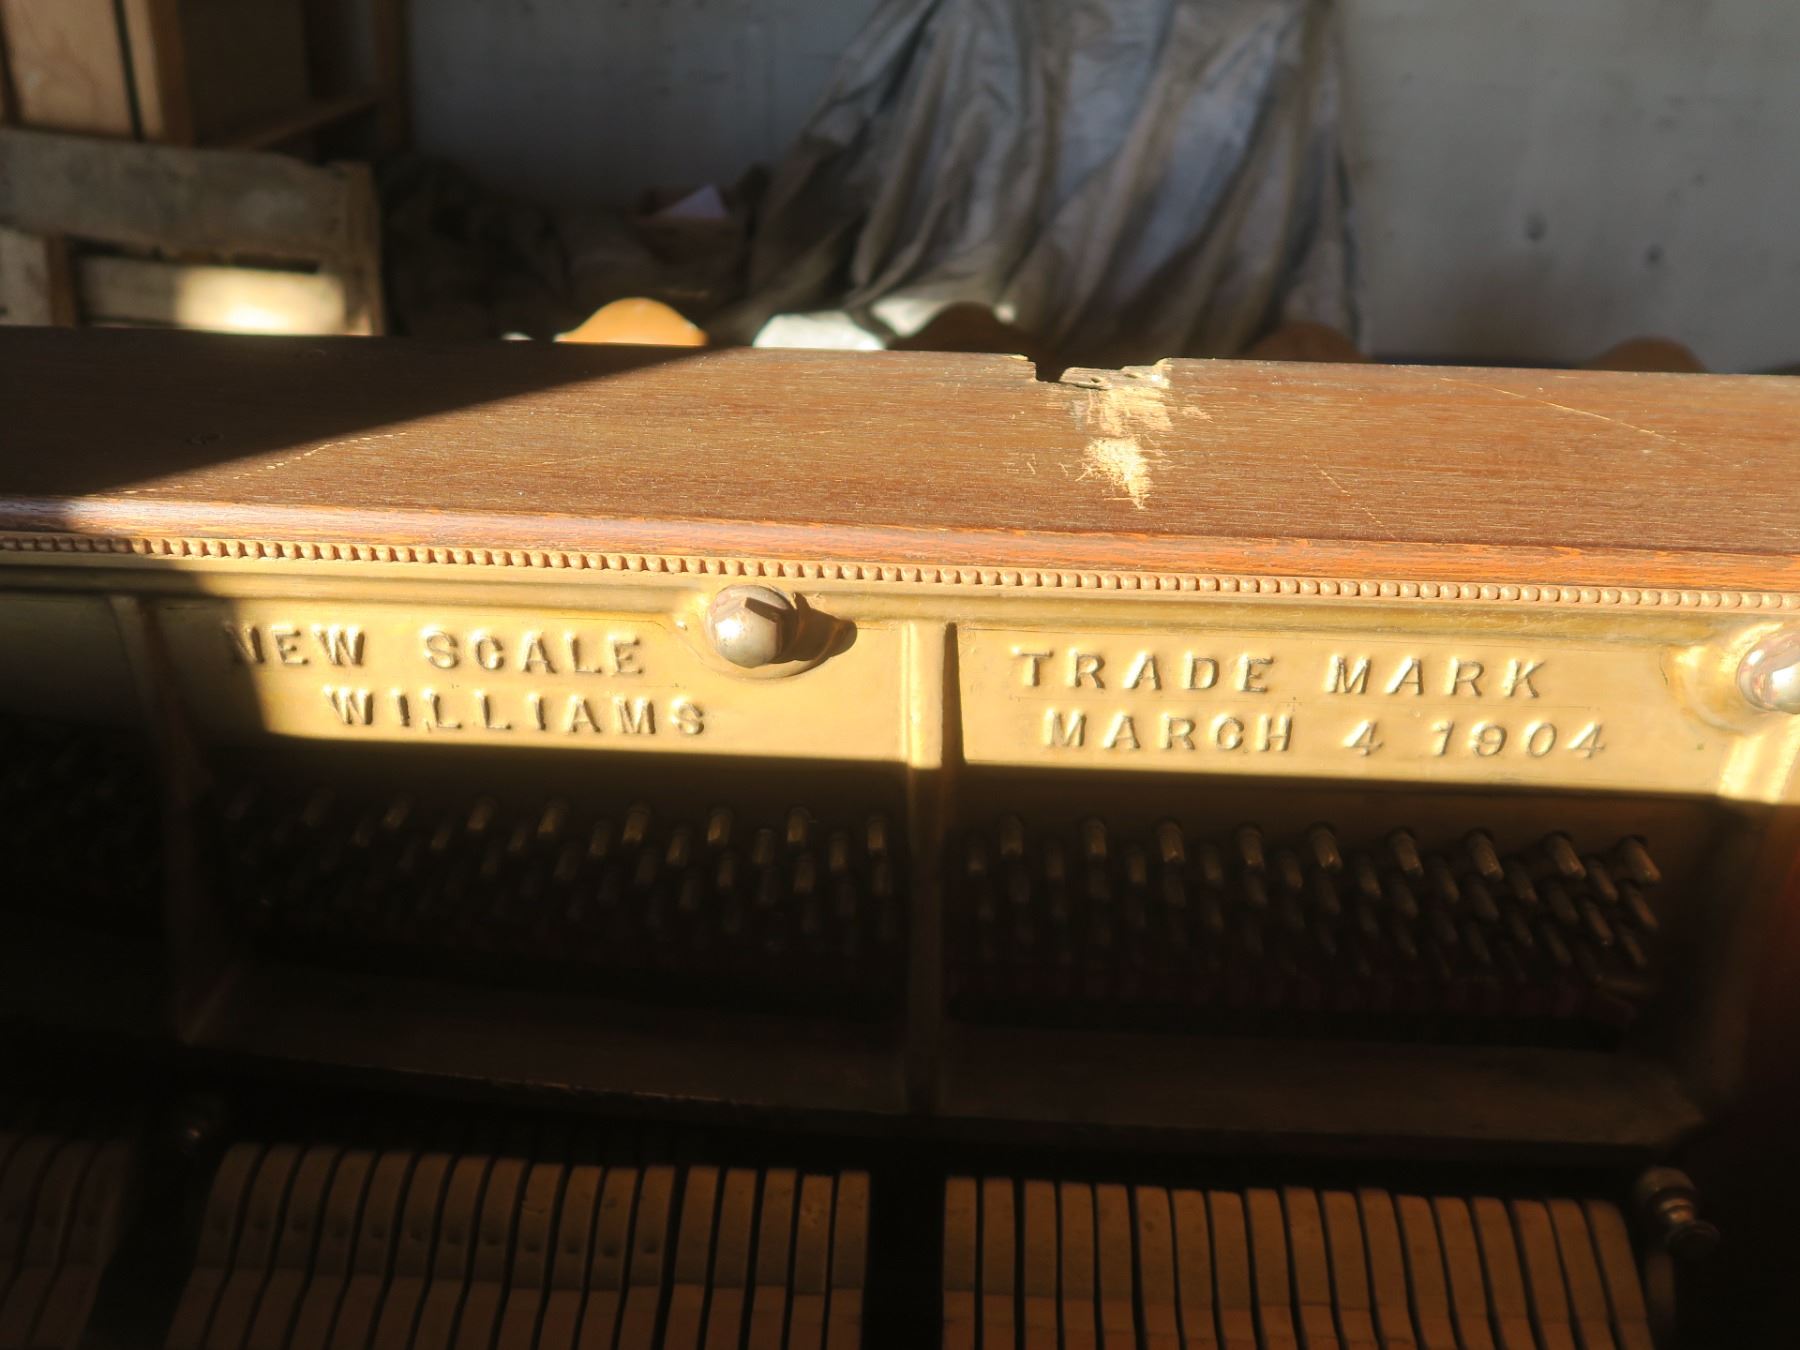 NEW SCALE
WILLIAMS
TRADE MARK
MARCH 4 1904